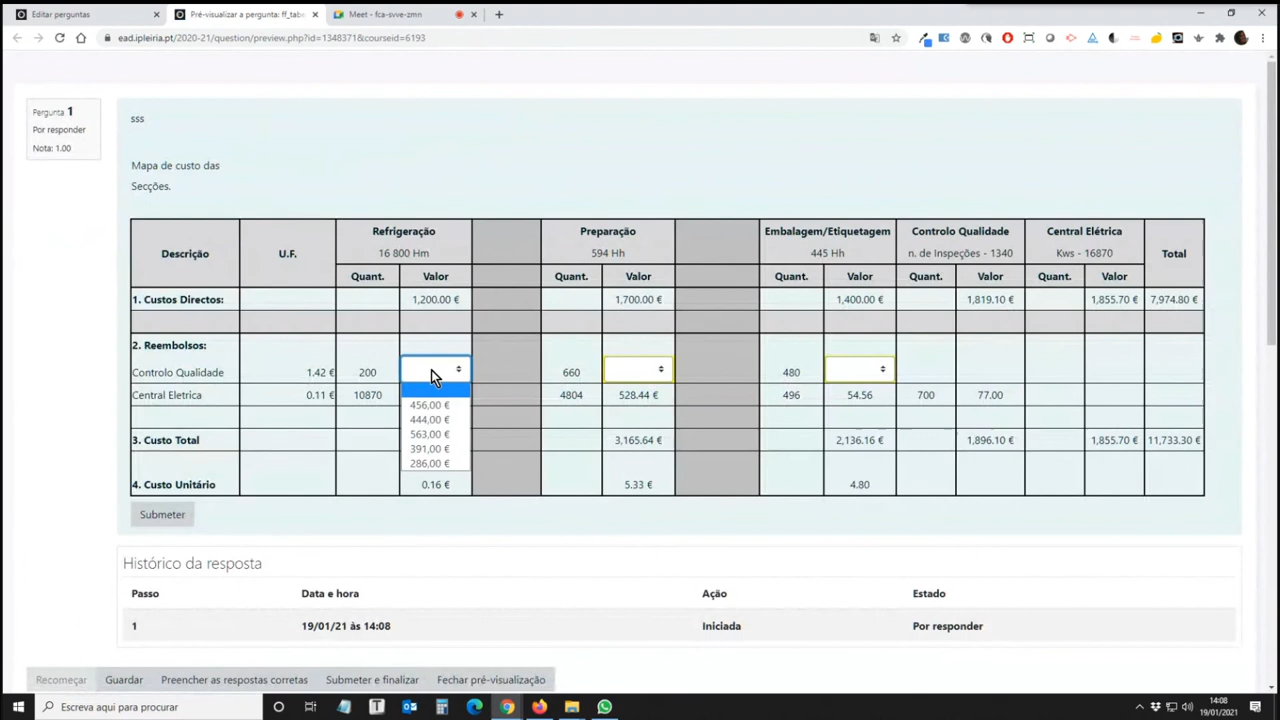 Editar perguntas
Pré-visualizar a pergunta: ff_tabe
Meet - fca-svve-zmn
ead.ipleiria.pt/2020-21/question/preview.php?id=1348371&courseid=6193
Pergunta 1
Por responder
Nota: 1.00
sss
Mapa de custo das
Secções.
Descrição U.F. Refrigeração Preparação Embalagem/Etiquetagem Controlo Qualidade Central Elétrica Total
16 800 Hm 594 Hh 445 Hh n. de Inspeções - 1340 Kws - 16870
Quant. Valor Quant. Valor Quant. Valor Quant. Valor Quant. Valor
1. Custos Directos: 1,200.00 € 1,700.00 € 1,400.00 € 1,819.10 € 1,855.70 € 7,974.80 €
2. Reembolsos:
Controlo Qualidade 1.42 € 200 660 480
Central Eletrica 0.11 € 10870 4804 528.44 € 496 54.56 700 77.00
456,00 €
444,00 €
563,00 €
391,00 €
286,00 €
3. Custo Total 3,165.64 € 2,136.16 € 1,896.10 € 1,855.70 € 11,733.30 €
4. Custo Unitário 0.16 € 5.33 € 4.80
Submeter
Histórico da resposta
Passo Data e hora Ação Estado
1 19/01/21 às 14:08 Iniciada Por responder
Recomeçar Guardar Preencher as respostas corretas Submeter e finalizar Fechar pré-visualização
Escreve aqui para procurar
14:08
19/01/2021